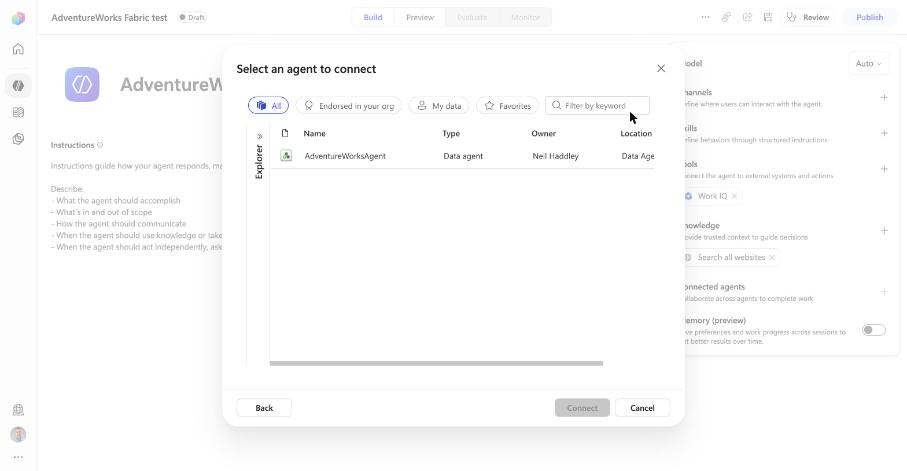 AdventureWorks Fabric test
Draft
Build
Preview
Evaluate
Monitor
Review
Publish
AdventureW
Instructions
Instructions guide how your agent responds, ma
Describe:
- What the agent should accomplish
- What's in and out of scope
- How the agent should communicate
- When the agent should use knowledge or take
- When the agent should act independently, ask
Select an agent to connect
All
Endorsed in your org
My data
Favorites
Filter by keyword
Explorer
Name Type Owner Location
AdventureWorksAgent Data agent Neil Haddley Data Age
Back
Connect
Cancel
odel
Auto
hannels
efine where users can interact with the agent.
kills
efine behaviors through structured instructions
ools
onnect the agent to external systems and actions
Work IQ
nowledge
ovide trusted context to guide decisions
Search all websites
onnected agents
ollaborate across agents to complete work
emory (preview)
ve preferences and work progress across sessions to
et better results over time.